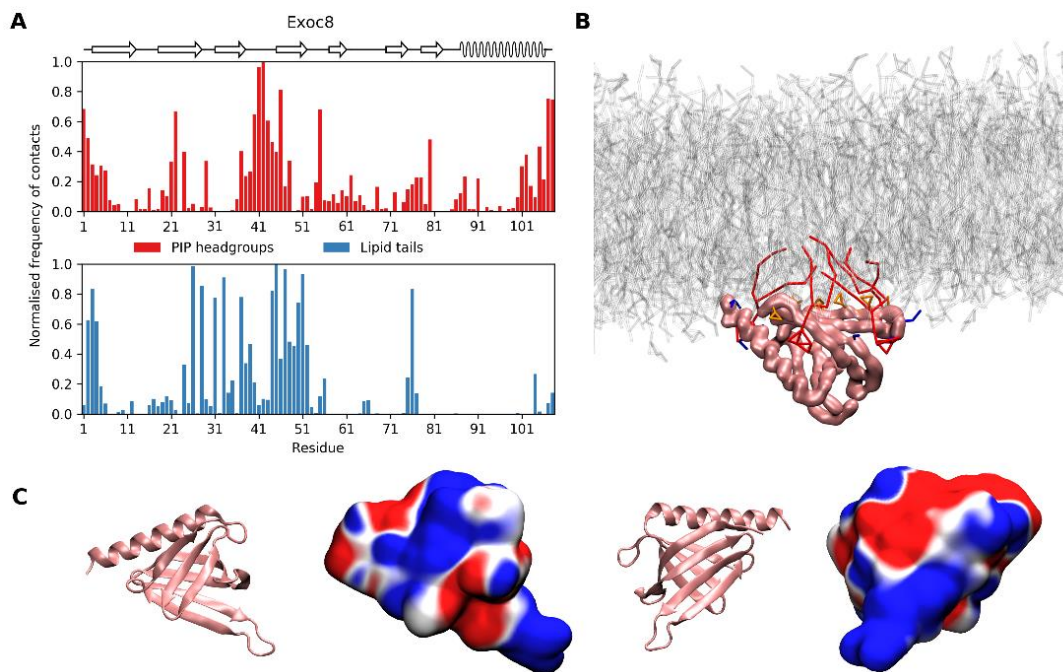 A
Exoc8
B
Normalised frequency of contacts
1.0
0.8
0.6
0.4
0.2
0.0
1 11 21 31 41 51 61 71 81 91 101
PIP headgroups Lipid tails
1.0
0.8
0.6
0.4
0.2
0.0
1 11 21 31 41 51 61 71 81 91 101
Residue
C